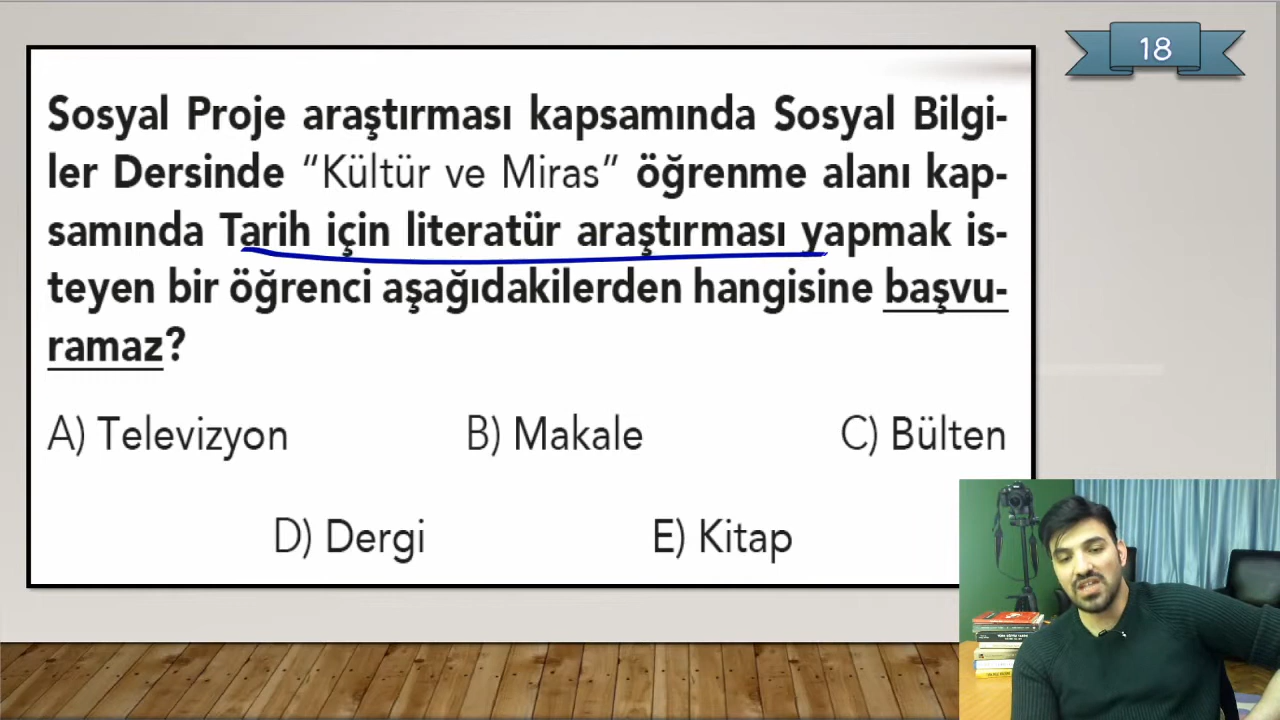 18
Sosyal Proje araştırması kapsamında Sosyal Bilgi-
ler Dersinde “Kültür ve Miras” öğrenme alanı kap-
samında Tarih için literatür araştırması yapmak is-
teyen bir öğrenci aşağıdakilerden hangisine başvu-
ramaz?
A) Televizyon B) Makale C) Bülten
D) Dergi E) Kitap